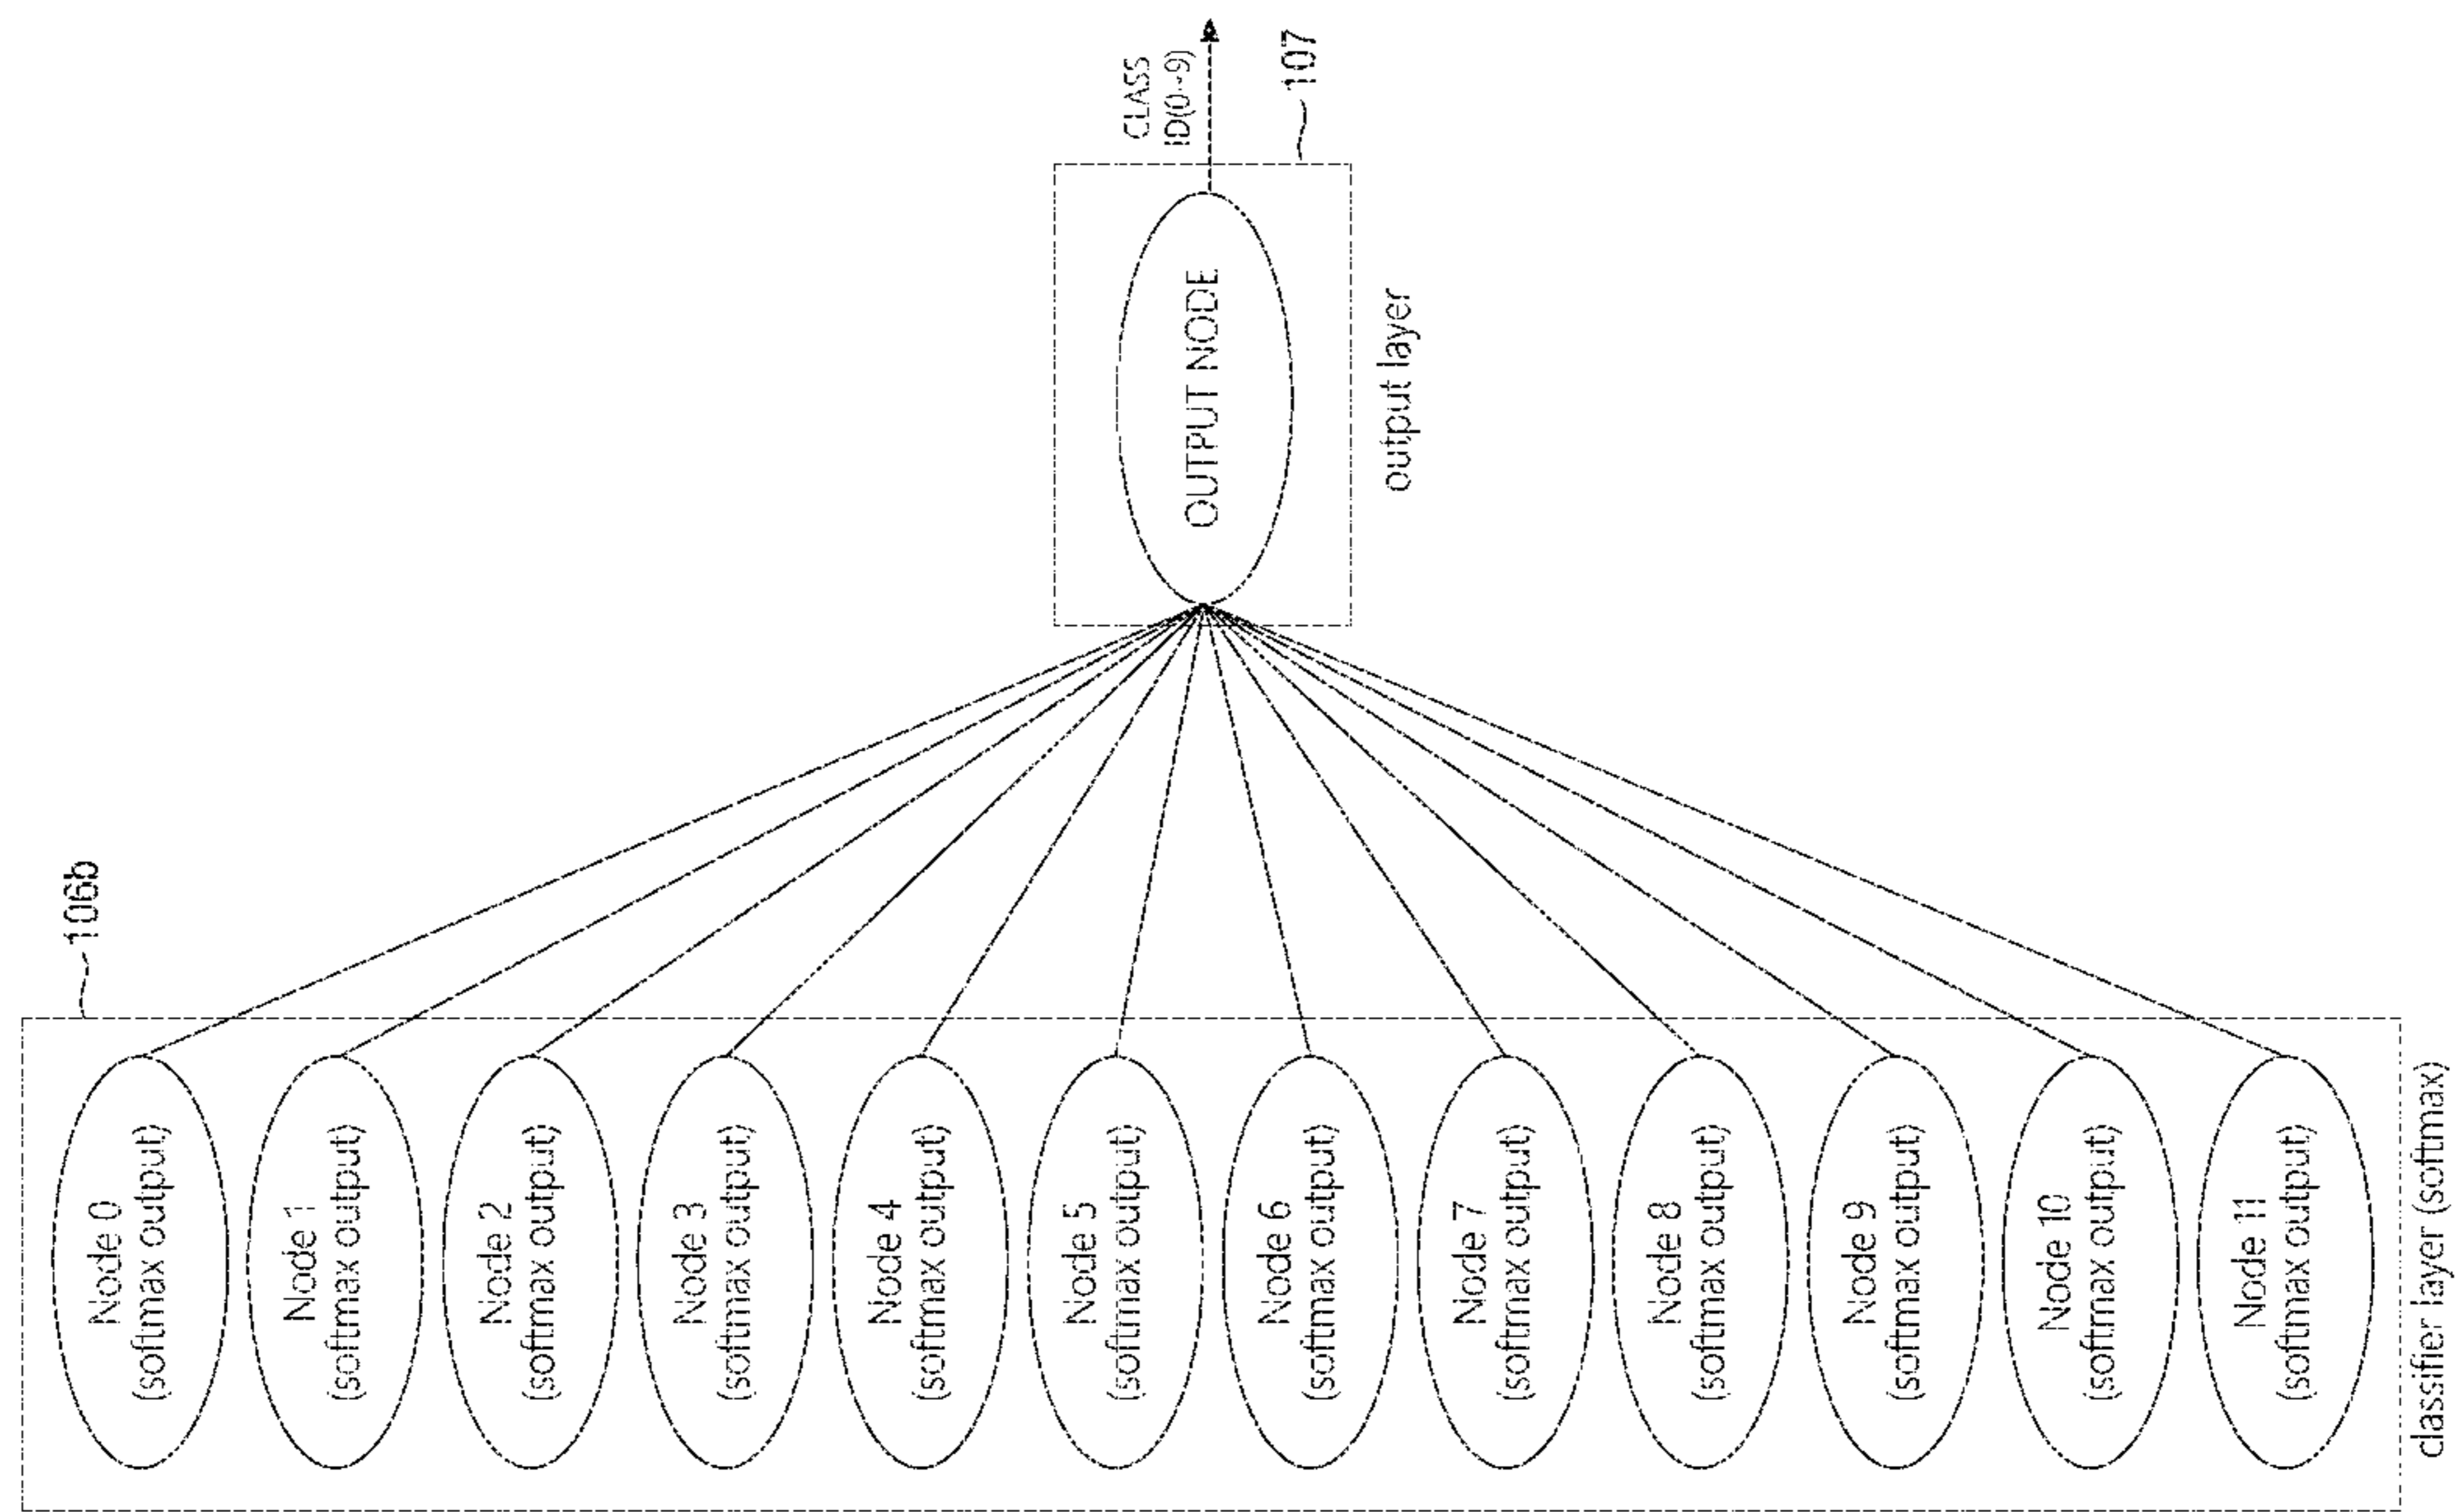 106b
Node 0
(softmax output)
Node 1
(softmax output)
Node 2
(softmax output)
Node 3
(softmax output)
Node 4
(softmax output)
Node 5
(softmax output)
Node 6
(softmax output)
Node 7
(softmax output)
Node 8
(softmax output)
Node 9
(softmax output)
Node 10
(softmax output)
Node 11
(softmax output)
classifier layer (softmax)
OUTPUT NODE
output layer
CLASS
ID(0~9)
107